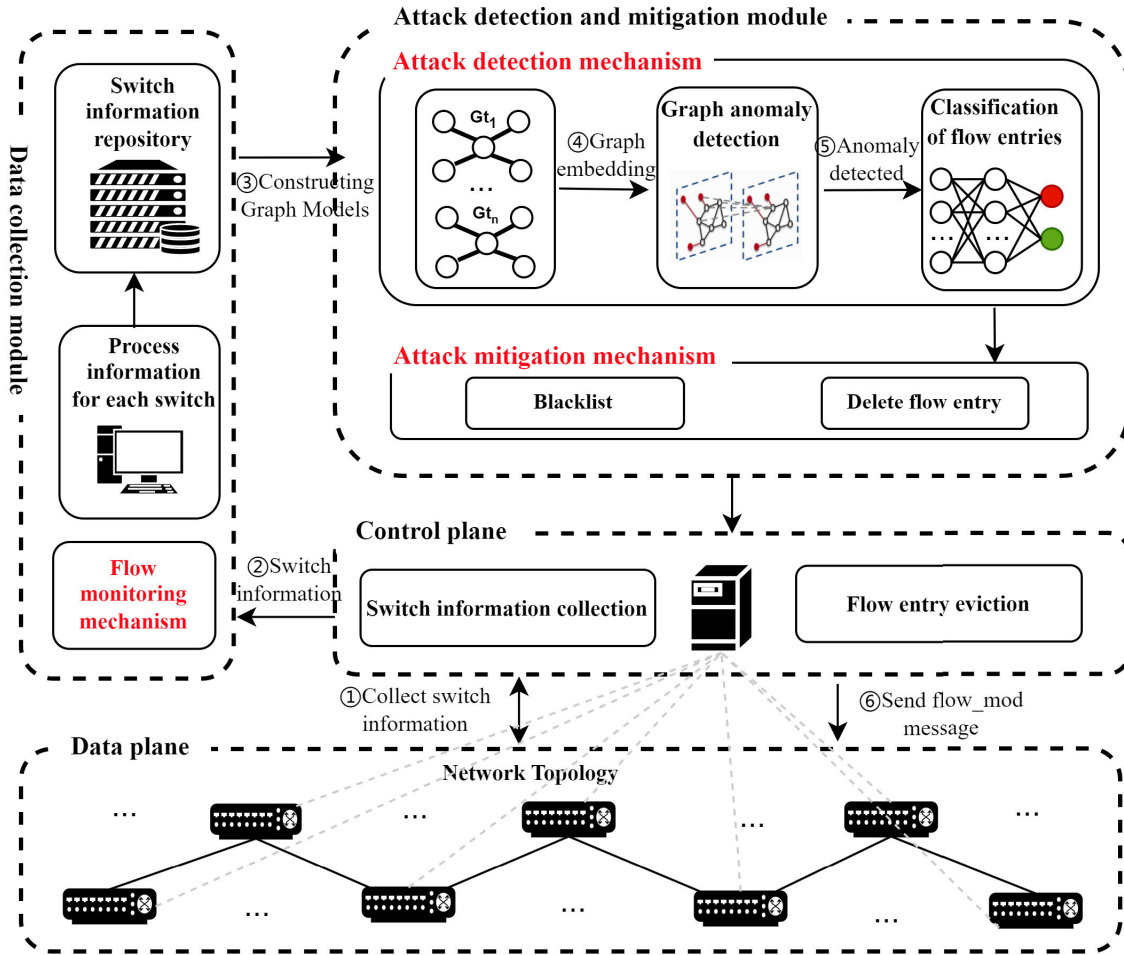 Data collection module
Switch
information
repository
Process
information
for each switch
Flow
monitoring
mechanism
③Constructing
Graph Models
Attack detection and mitigation module
Attack detection mechanism
Gt1
...
Gtn
④Graph
embedding
Graph anomaly
detection
⑤Anomaly
detected
Classification
of flow entries
... ...
Attack mitigation mechanism
Blacklist
Delete flow entry
Control plane
②Switch
information
Switch information collection
Flow entry eviction
①Collect switch
information
⑥Send flow_mod
message
Data plane
Network Topology
... ... ... ...
... ... ...